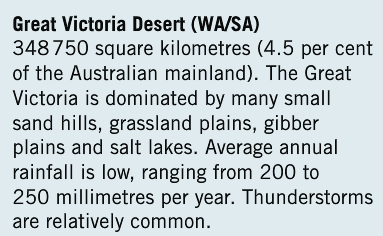 Great Victoria Desert (WA/SA)
348 750 square kilometres (4.5 per cent
of the Australian mainland). The Great
Victoria is dominated by many small
sand hills, grassland plains, gibber
plains and salt lakes. Average annual
rainfall is low, ranging from 200 to
250 millimetres per year. Thunderstorms
are relatively common.